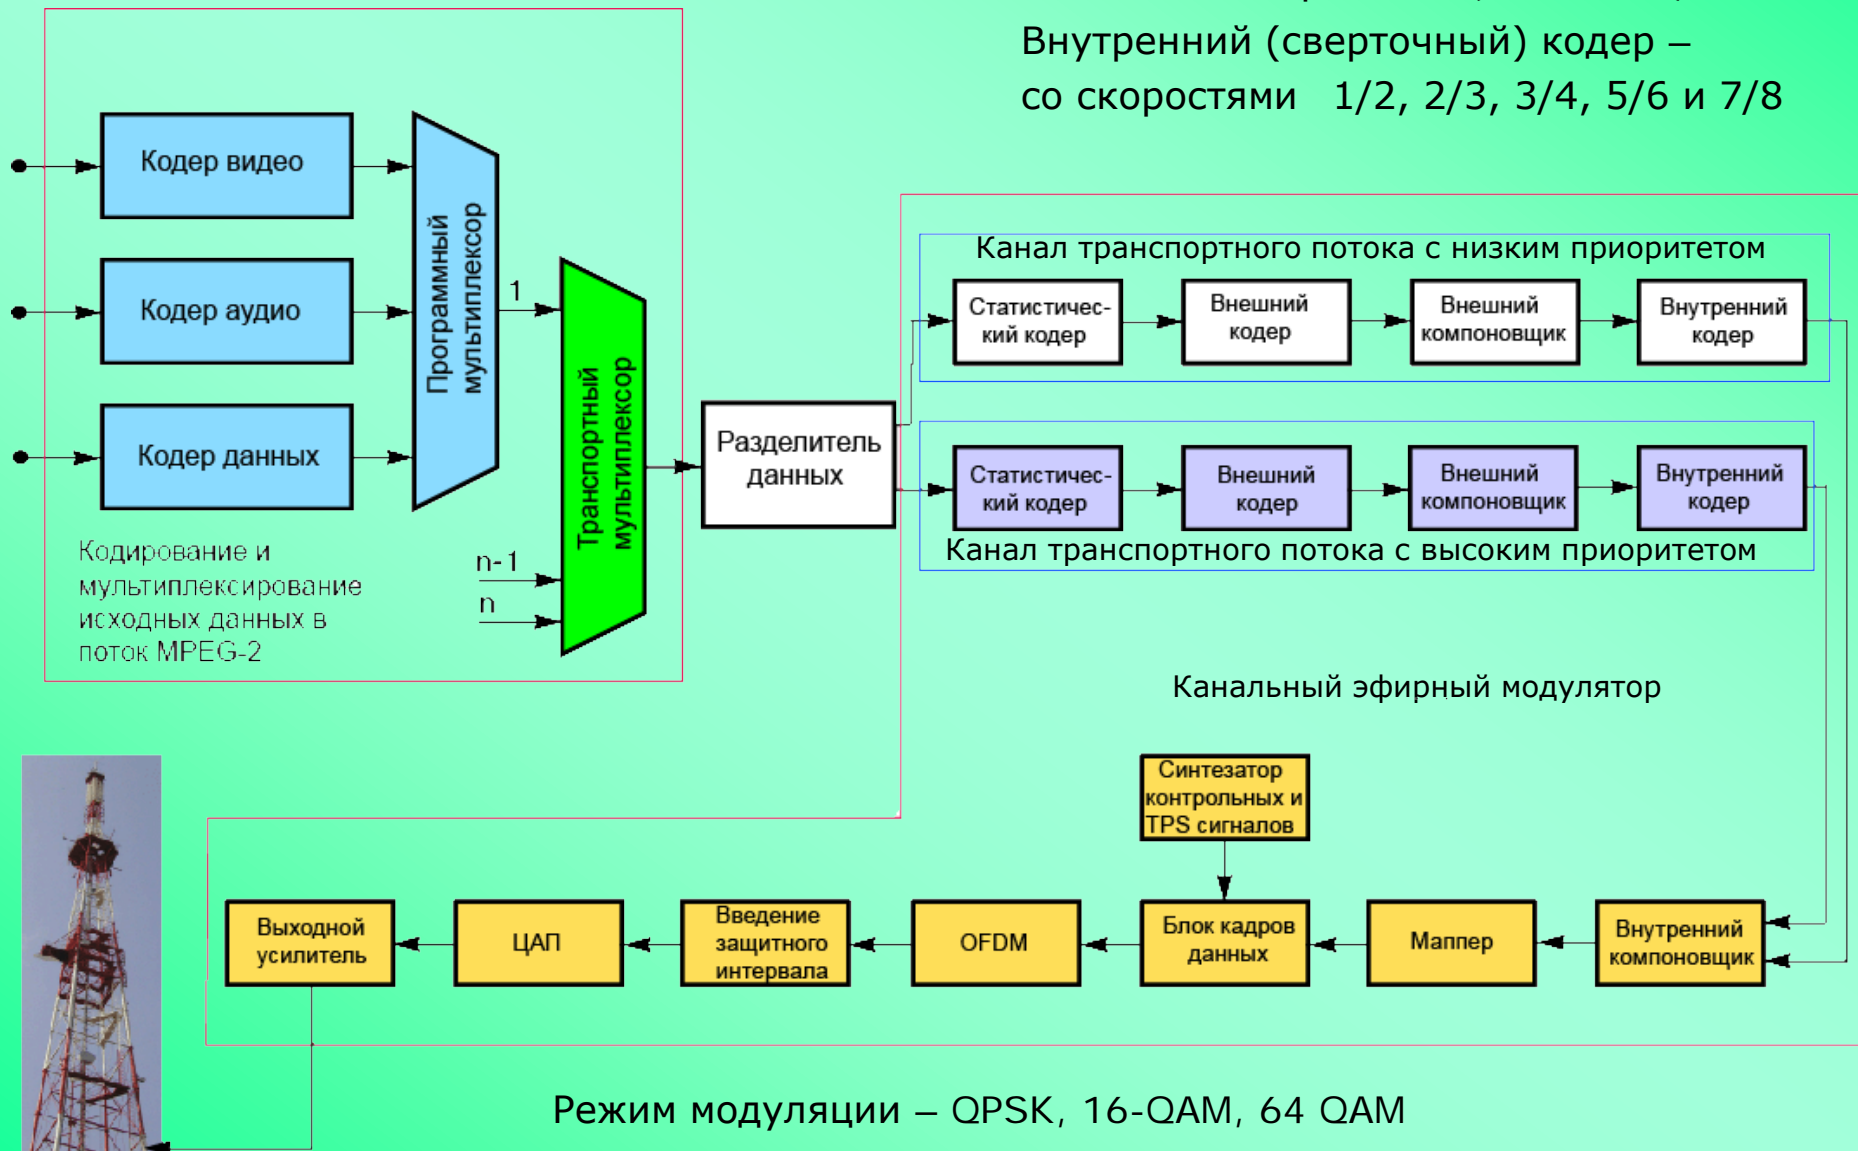 Внутренний (сверточный) кодер –
со скоростями 1/2, 2/3, 3/4, 5/6 и 7/8
Кодер видео
Кодер аудио
Кодер данных
Программный
мультиплексор
1
Транспортный
мультиплексор
n-1
n
Кодирование и
мультиплексирование
исходных данных в
поток MPEG-2
Разделитель
данных
Канал транспортного потока с низким приоритетом
Статистичес-
кий кодер
Внешний
кодер
Внешний
компоновщик
Внутренний
кодер
Статистичес-
кий кодер
Внешний
кодер
Внешний
компоновщик
Внутренний
кодер
Канал транспортного потока с высоким приоритетом
Канальный эфирный модулятор
Синтезатор
контрольных и
TPS сигналов
Выходной
усилитель
ЦАП
Введение
защитного
интервала
OFDM
Блок кадров
данных
Маппер
Внутренний
компоновщик
Режим модуляции – QPSK, 16-QAM, 64 QAM